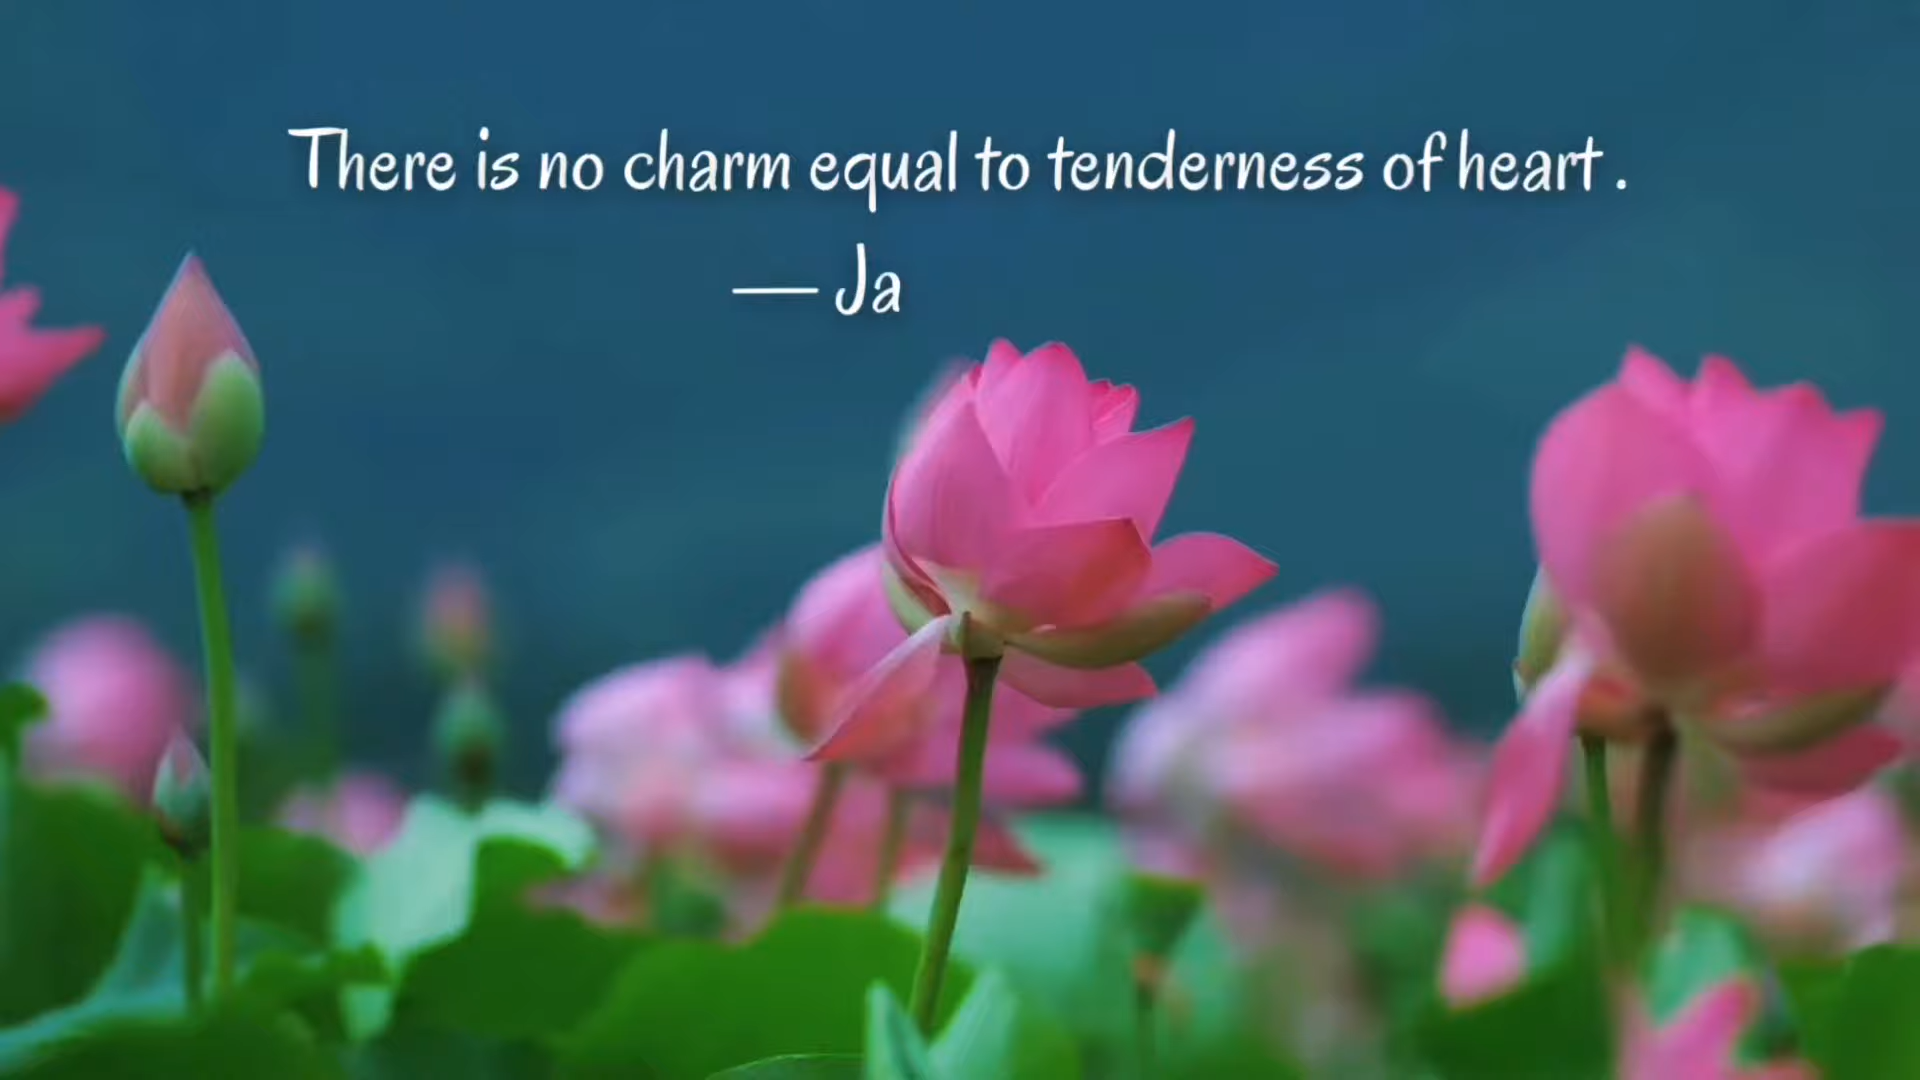 There is no charm equal to tenderness of heart .
— Ja